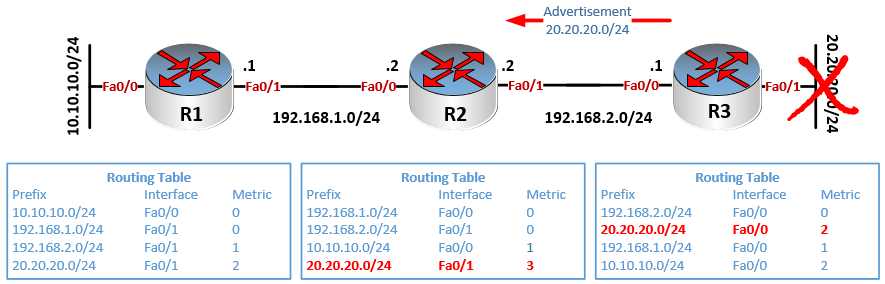 Advertisement
20.20.20.0/24
10.10.10.0/24
Fa0/0
R1
.1
Fa0/1
192.168.1.0/24
.2
Fa0/0
R2
.2
Fa0/1
192.168.2.0/24
.1
R3
Fa0/1
20.20.20.0/24
Routing Table
Prefix Interface Metric
10.10.10.0/24 Fa0/0 0
192.168.1.0/24 Fa0/1 0
192.168.2.0/24 Fa0/1 1
20.20.20.0/24 Fa0/1 2
Routing Table
Prefix Interface Metric
192.168.1.0/24 Fa0/0 0
192.168.2.0/24 Fa0/1 0
10.10.10.0/24 Fa0/0 1
20.20.20.0/24 Fa0/1 3
Routing Table
Prefix Interface Metric
192.168.2.0/24 Fa0/0 0
20.20.20.0/24 Fa0/0 2
192.168.1.0/24 Fa0/0 1
10.10.10.0/24 Fa0/0 2